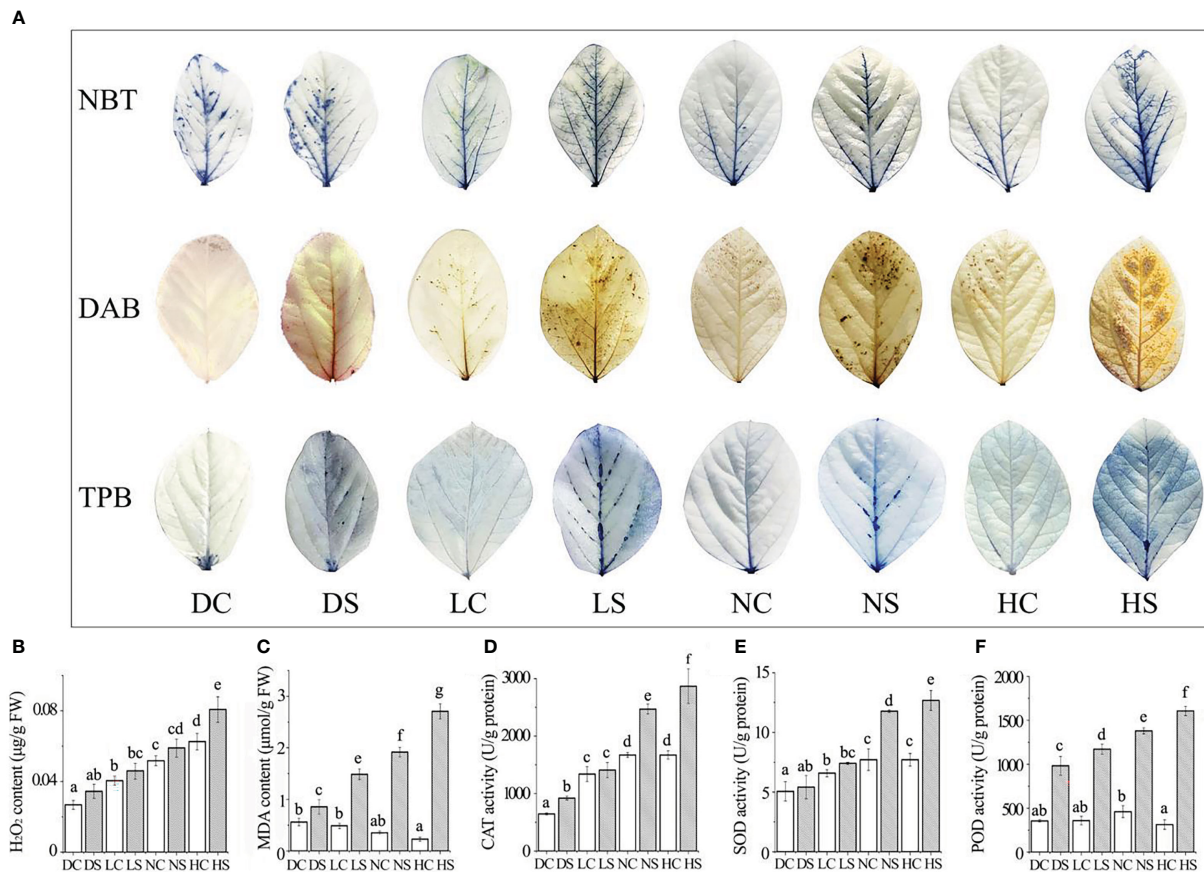 A
NBT
DAB
TPB
DC DS LC LS NC NS HC HS
B
H₂O₂ content (μg/g FW)
0.08
0.04
0.00
a ab b bc c cd d e
DC DS LC LS NC NS HC HS
C
MDA content (μmol/g FW)
3
2
1
0
b c b e a b f a g
DC DS LC LS NC NS HC HS
D
CAT activity (U/g protein)
3000
2000
1000
0
a b c c d e d f
DC DS LC LS NC NS HC HS
E
SOD activity (U/g protein)
15
10
5
0
a ab b bc c d c e
DC DS LC LS NC NS HC HS
F
POD activity (U/g protein)
2000
1500
1000
500
0
ab c ab d b e a f
DC DS LC LS NC NS HC HS